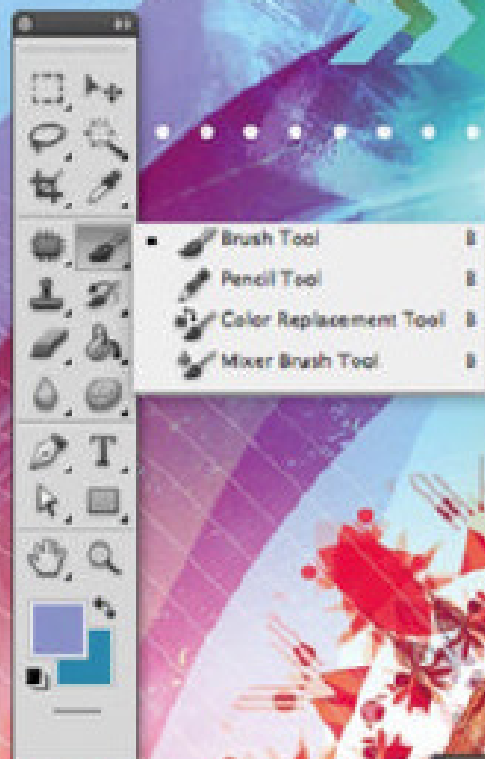 Brush Tool B
Pencil Tool B
Color Replacement Tool B
Mixer Brush Tool B
T